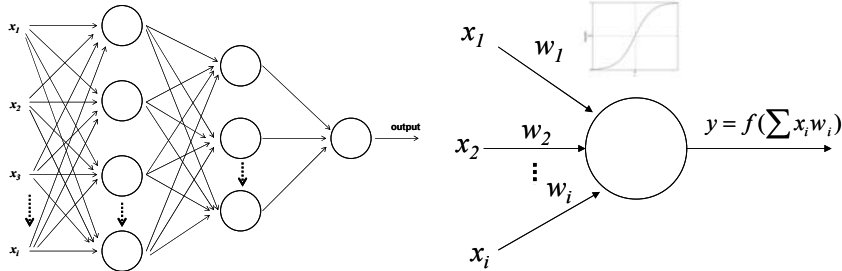 x1
x2
x3
xi
output
x1
w1
x2
w2
wi
xi
y = f(∑ xiwi)